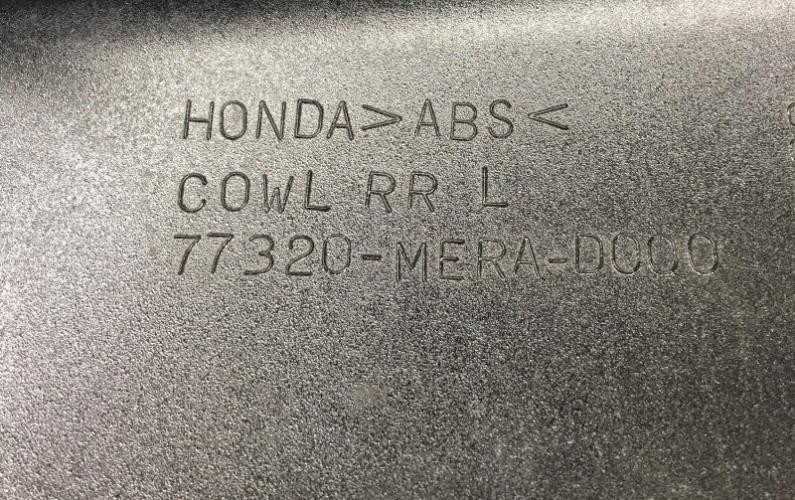 HONDA>ABS<
COWL RR L
77320-MERA-D000